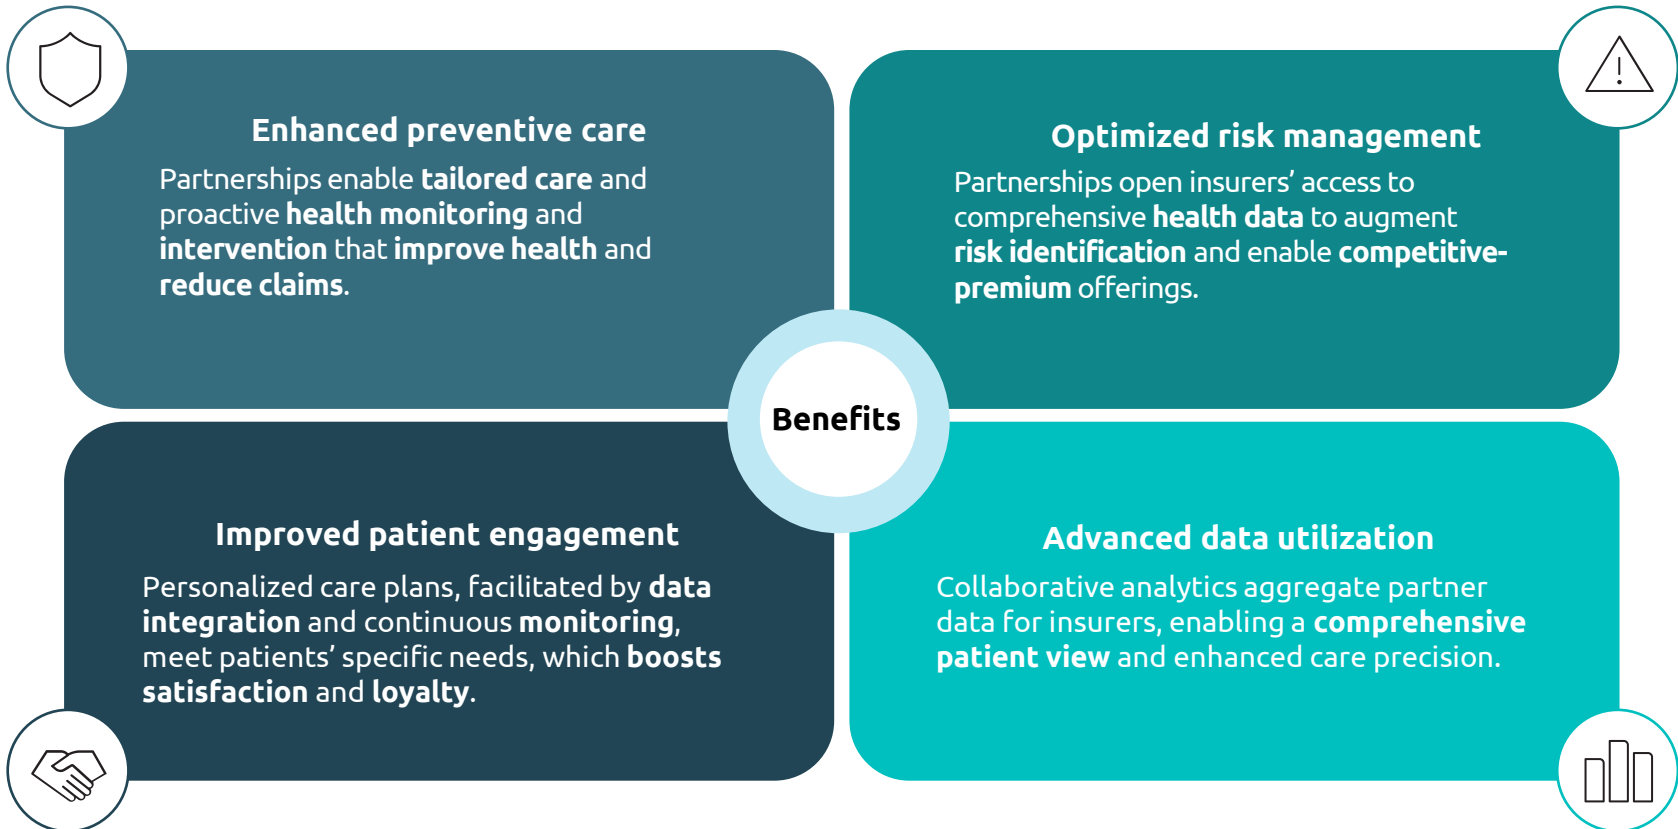 Enhanced preventive care
Partnerships enable tailored care and
proactive health monitoring and
intervention that improve health and
reduce claims.
Optimized risk management
Partnerships open insurers’ access to
comprehensive health data to augment
risk identification and enable competitive-
premium offerings.
Benefits
Improved patient engagement
Personalized care plans, facilitated by data
integration and continuous monitoring,
meet patients’ specific needs, which boosts
satisfaction and loyalty.
Advanced data utilization
Collaborative analytics aggregate partner
data for insurers, enabling a comprehensive
patient view and enhanced care precision.